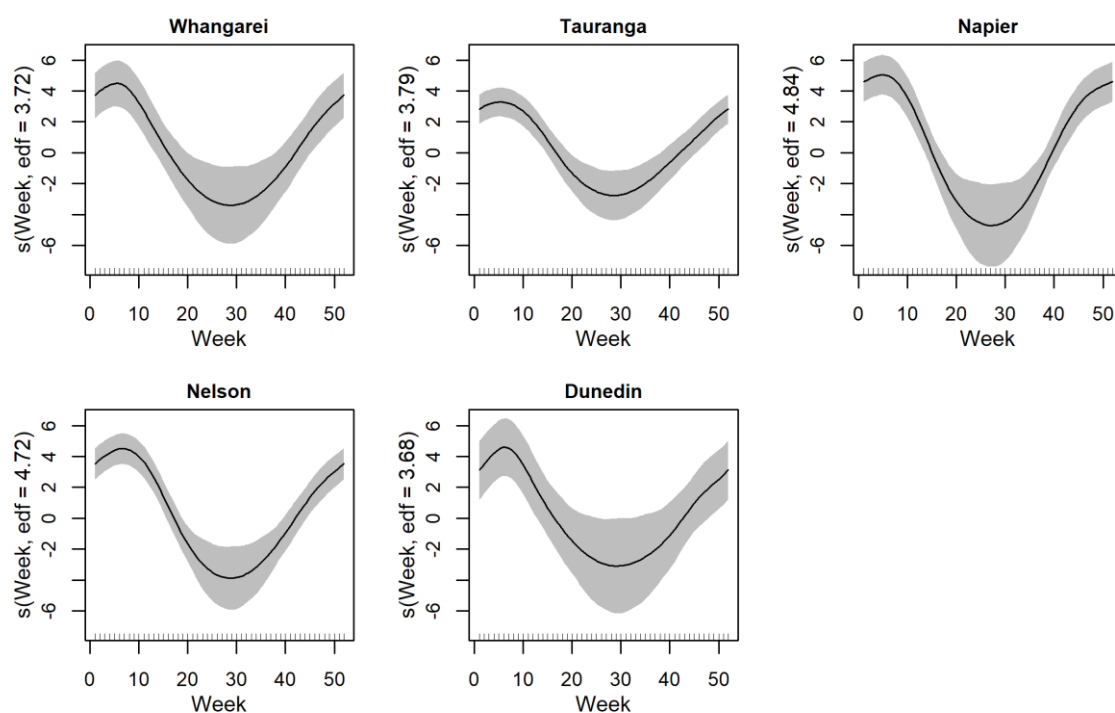 Whangarei
s(Week, edf = 3.72)
6
4
2
0
-2
-6
0 10 20 30 40 50
Week
Tauranga
s(Week, edf = 3.79)
6
4
2
0
-2
-6
0 10 20 30 40 50
Week
Napier
s(Week, edf = 4.84)
6
4
2
0
-2
-6
0 10 20 30 40 50
Week
Nelson
s(Week, edf = 4.72)
6
4
2
0
-2
-6
0 10 20 30 40 50
Week
Dunedin
s(Week, edf = 3.68)
6
4
2
0
-2
-6
0 10 20 30 40 50
Week